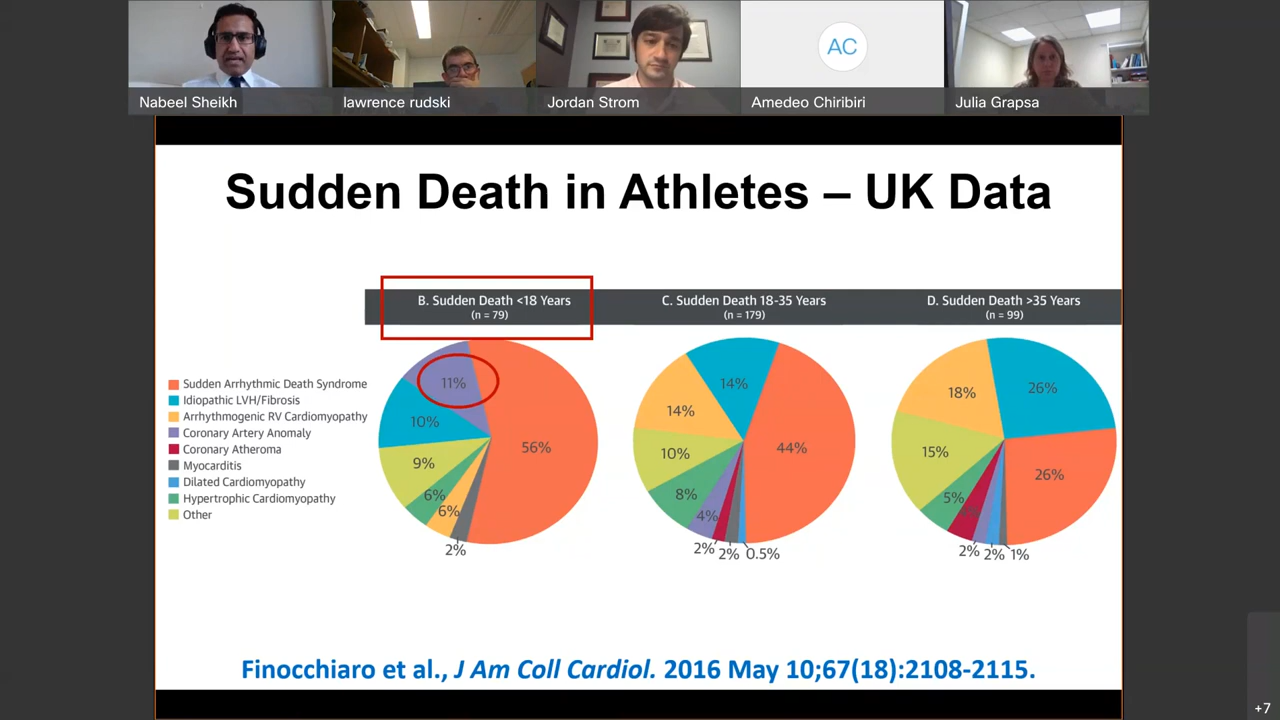 AC
Nabeel Sheikh
lawrence rudski
Jordan Strom
Amedeo Chiribiri
Julia Grapsa
Sudden Death in Athletes – UK Data
B. Sudden Death <18 Years
(n = 79)
C. Sudden Death 18-35 Years
(n = 179)
D. Sudden Death >35 Years
(n = 99)
Sudden Arrhythmic Death Syndrome
Idiopathic LVH/Fibrosis
Arrhythmogenic RV Cardiomyopathy
Coronary Artery Anomaly
Coronary Atheroma
Myocarditis
Dilated Cardiomyopathy
Hypertrophic Cardiomyopathy
Other
11%
10%
56%
9%
6%
6%
2%
14%
14%
44%
10%
8%
4%
2%
2%
0.5%
26%
18%
15%
26%
5%
2%
2%
1%
Finocchiaro et al., J Am Coll Cardiol. 2016 May 10;67(18):2108-2115.
+7